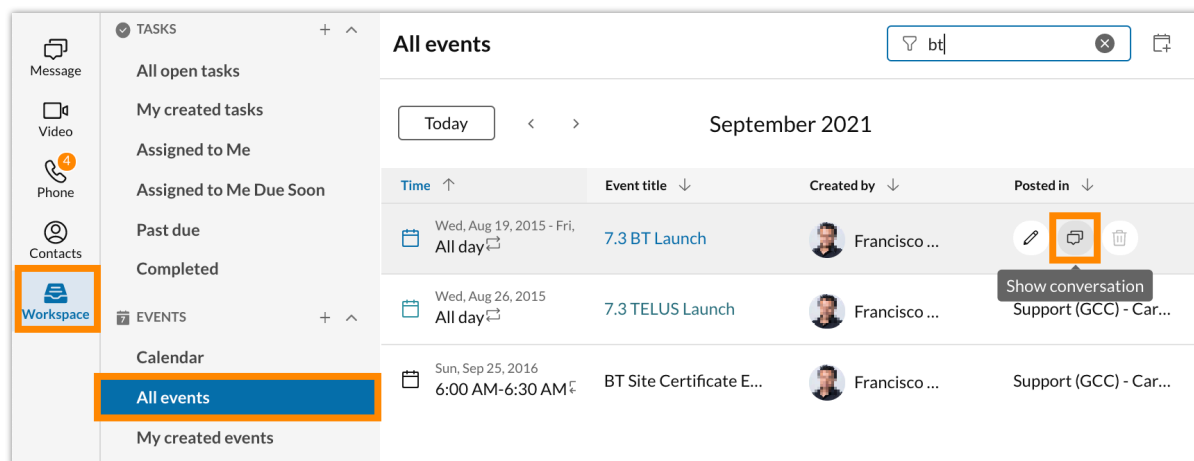 Message
Video
4
Phone
Contacts
Workspace
TASKS
All open tasks
My created tasks
Assigned to Me
Assigned to Me Due Soon
Past due
Completed
7 EVENTS
Calendar
All events
My created events
All events
bt
Today
September 2021
Time Event title Created by Posted in
Wed, Aug 19, 2015 - Fri,
All day
7.3 BT Launch
Francisco ...
Show conversation
Wed, Aug 26, 2015
All day
7.3 TELUS Launch
Francisco ...
Support (GCC) - Car...
Sun, Sep 25, 2016
6:00 AM-6:30 AM
BT Site Certificate E...
Francisco ...
Support (GCC) - Car...